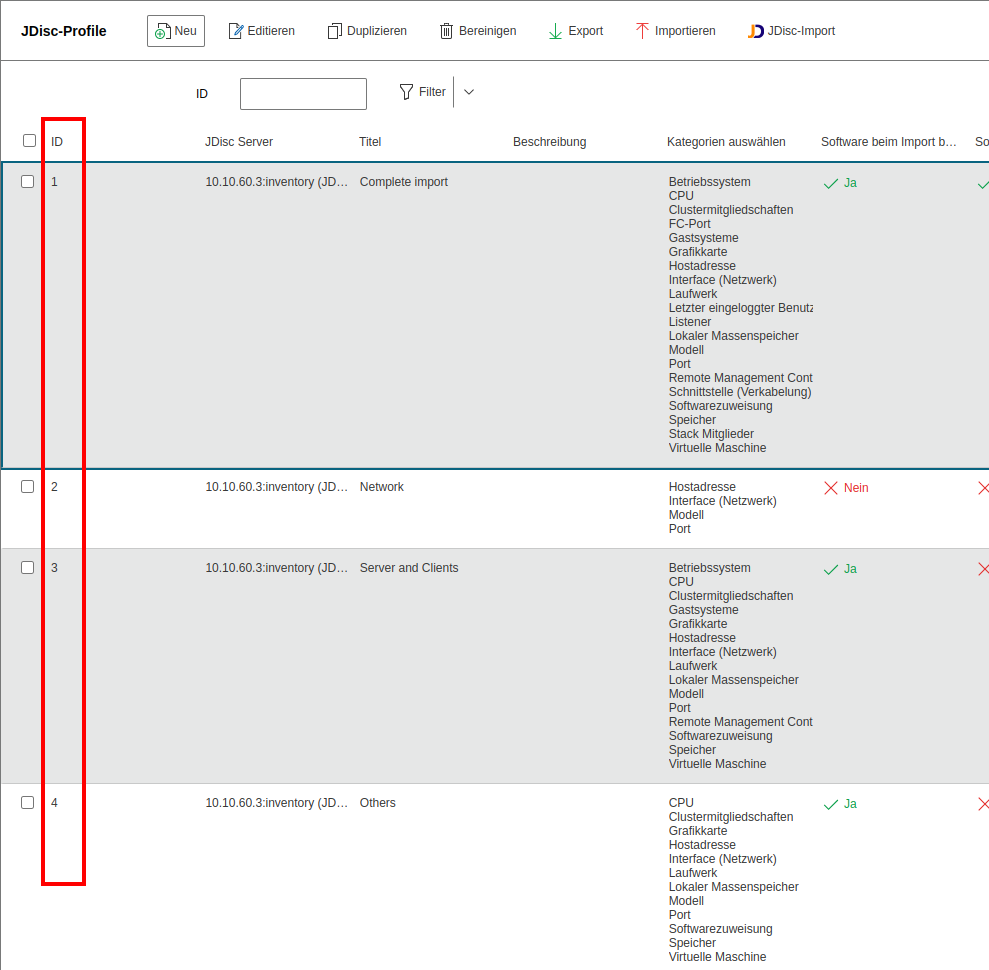 JDisc-Profile Neu Editieren Duplizieren Bereinigen Export Importieren JD JDisc-Import
ID Filter
ID JDisc Server Titel Beschreibung Kategorien auswählen Software beim Import b... So
1 10.10.60.3:inventory (JD... Complete import Betriebssystem Ja
CPU
Clustermitgliedschaften
FC-Port
Gastsysteme
Grafikkarte
Hostadresse
Interface (Netzwerk)
Laufwerk
Letzter eingeloggter Benutz
Listener
Lokaler Massenspeicher
Modell
Port
Remote Management Cont
Schnittstelle (Verkabelung)
Softwarezuweisung
Speicher
Stack Mitglieder
Virtuelle Maschine
2 10.10.60.3:inventory (JD... Network Hostadresse Nein
Interface (Netzwerk)
Modell
Port
3 10.10.60.3:inventory (JD... Server and Clients Betriebssystem Ja
CPU
Clustermitgliedschaften
Gastsysteme
Grafikkarte
Hostadresse
Interface (Netzwerk)
Laufwerk
Lokaler Massenspeicher
Modell
Port
Remote Management Cont
Softwarezuweisung
Speicher
Virtuelle Maschine
4 10.10.60.3:inventory (JD... Others CPU Ja
Clustermitgliedschaften
Grafikkarte
Hostadresse
Interface (Netzwerk)
Laufwerk
Lokaler Massenspeicher
Modell
Port
Softwarezuweisung
Speicher
Virtuelle Maschine